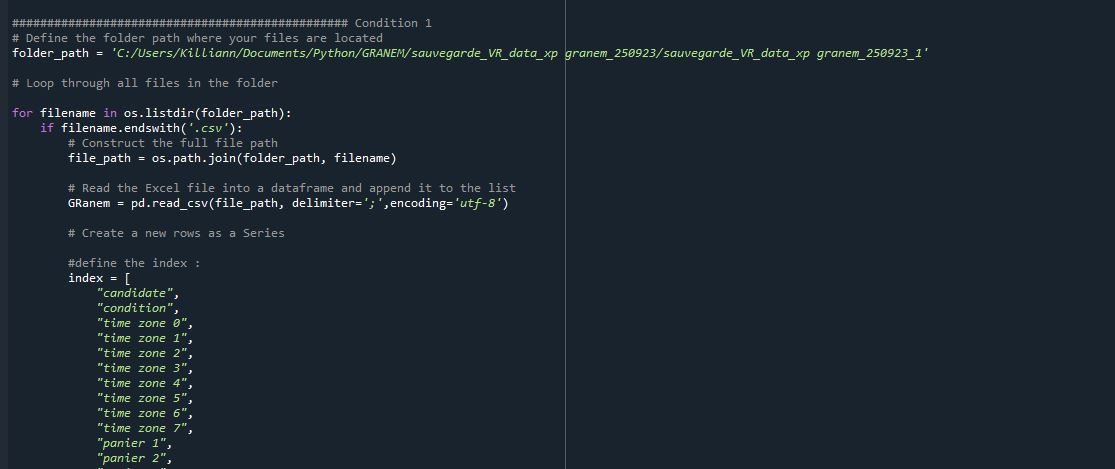 ################################################ Condition 1
# Define the folder path where your files are located
folder_path = 'C:/Users/Killiann/Documents/Python/GRANEM/sauvegarde_VR_data_xp granem_250923/sauvegarde_VR_data_xp granem_250923_1'
# Loop through all files in the folder
for filename in os.listdir(folder_path):
if filename.endswith('.csv'):
# Construct the full file path
file_path = os.path.join(folder_path, filename)
# Read the Excel file into a dataframe and append it to the list
GRanem = pd.read_csv(file_path, delimiter=';',encoding='utf-8')
# Create a new rows as a Series
#define the index :
index = [
"candidate",
"condition",
"time zone 0",
"time zone 1",
"time zone 2",
"time zone 3",
"time zone 4",
"time zone 5",
"time zone 6",
"time zone 7",
"panier 1",
"panier 2",